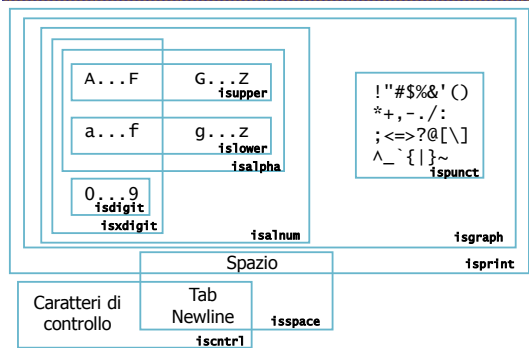 A...F G...Z
isupper
a...f g...z
islower
isalpha
0...9
isdigit
isxdigit
isalnum
!"#$%&'()
*+,-./:
;<=>?@[\]
^_`{|}~
ispunct
isgraph
isprint
Spazio
Tab
Newline
isspace
Caratteri di
controllo
iscntrl